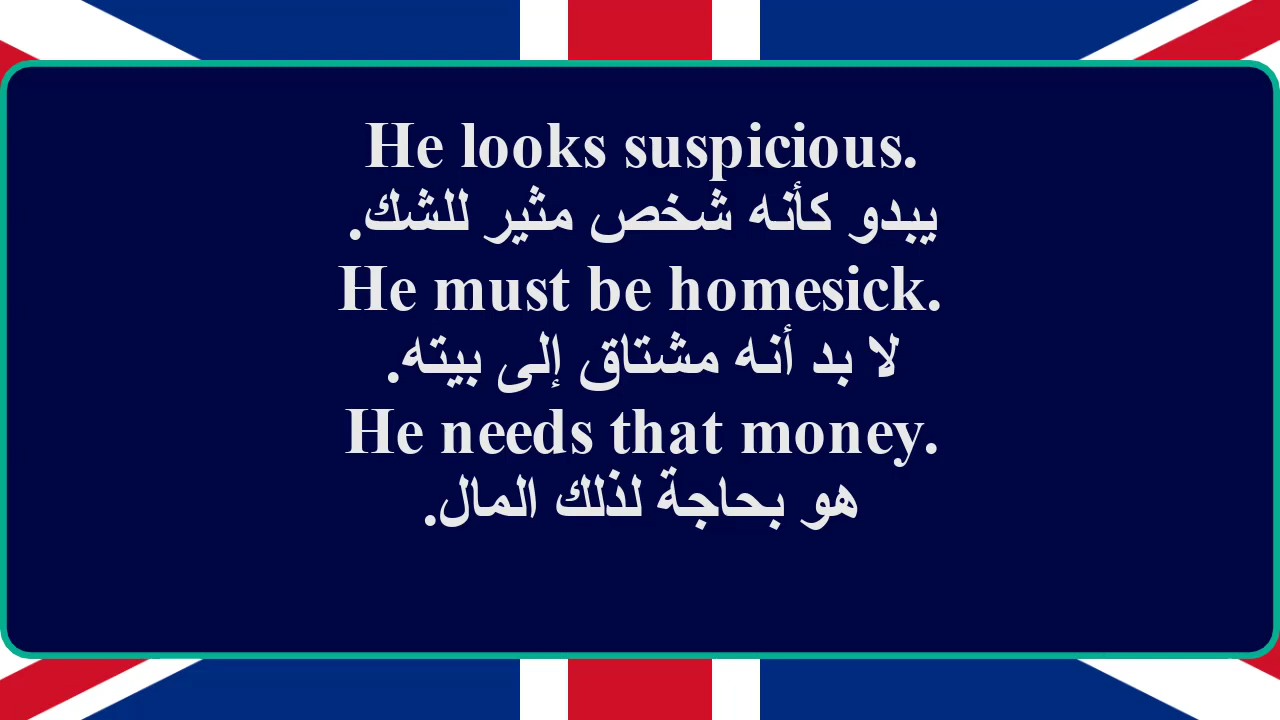 He looks suspicious.
يبدو كأنه شخص مثير للشك.
He must be homesick.
لا بد أنه مشتاق إلى بيته.
He needs that money.
هو بحاجة لذلك المال.